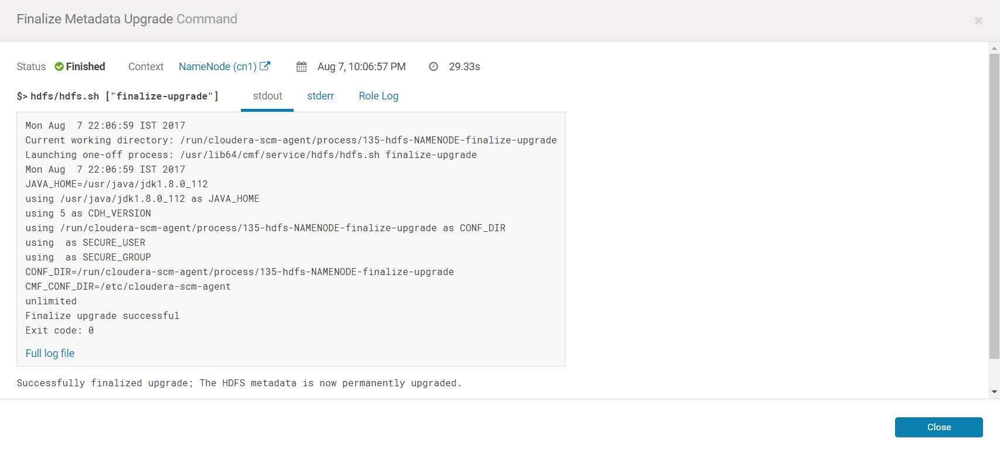 Finalize Metadata Upgrade Command
Status Finished Context NameNode (cn1) Aug 7, 10:06:57 PM 29.33s
$> hdfs/hdfs.sh ["finalize-upgrade"] stdout stderr Role Log
Mon Aug  7 22:06:59 IST 2017
Current working directory: /run/cloudera-scm-agent/process/135-hdfs-NAMENODE-finalize-upgrade
Launching one-off process: /usr/lib64/cmf/service/hdfs/hdfs.sh finalize-upgrade
Mon Aug  7 22:06:59 IST 2017
JAVA_HOME=/usr/java/jdk1.8.0_112
using /usr/java/jdk1.8.0_112 as JAVA_HOME
using 5 as CDH_VERSION
using /run/cloudera-scm-agent/process/135-hdfs-NAMENODE-finalize-upgrade as CONF_DIR
using  as SECURE_USER
using  as SECURE_GROUP
CONF_DIR=/run/cloudera-scm-agent/process/135-hdfs-NAMENODE-finalize-upgrade
CMF_CONF_DIR=/etc/cloudera-scm-agent
unlimited
Finalize upgrade successful
Exit code: 0
Full log file
Successfully finalized upgrade; The HDFS metadata is now permanently upgraded.
Close